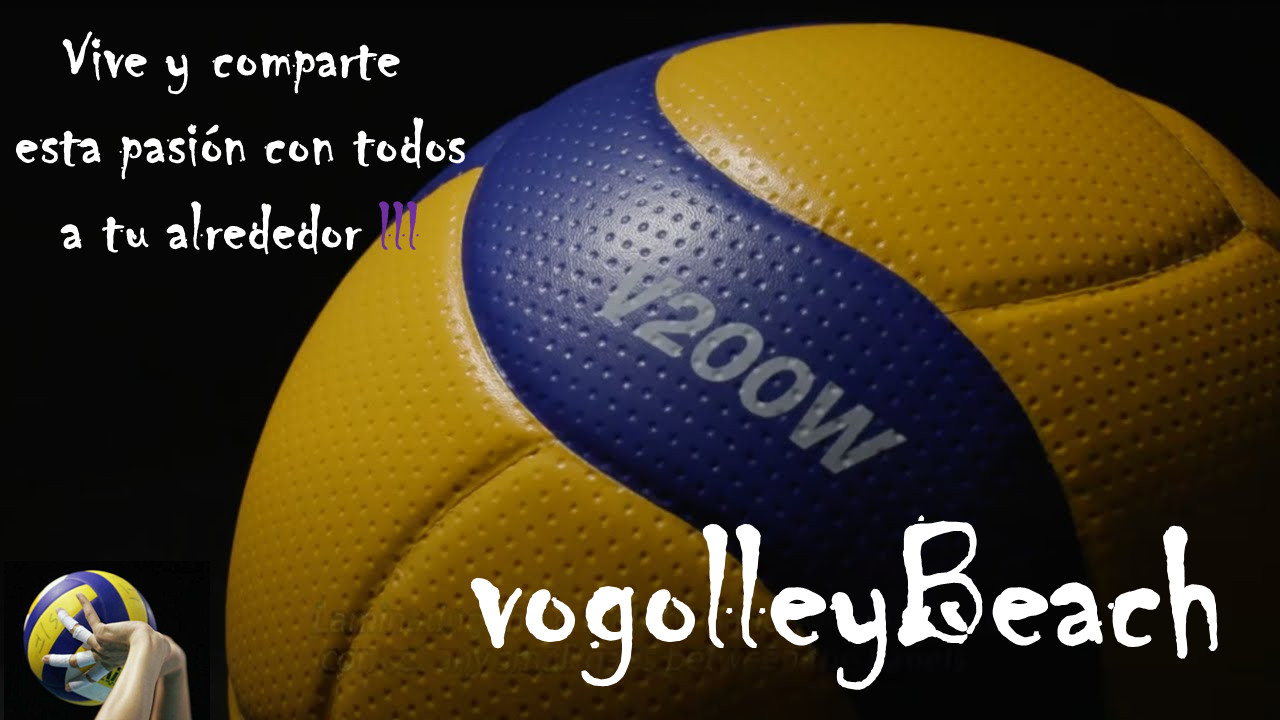 Vive y comparte
esta pasión con todos
a tu alrededor !!!
V200W
vogolleyBeach